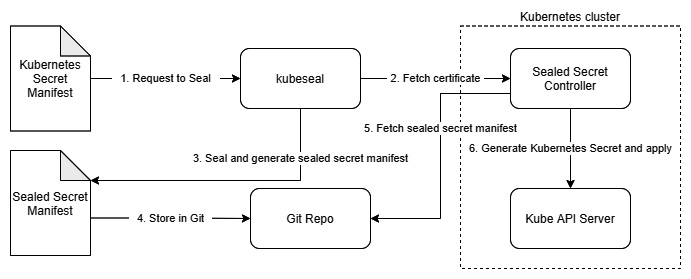 Kubernetes cluster
Kubernetes
Secret
Manifest
1. Request to Seal
kubeseal
2. Fetch certificate
Sealed Secret
Controller
5. Fetch sealed secret manifest
6. Generate Kubernetes Secret and apply
3. Seal and generate sealed secret manifest
Sealed Secret
Manifest
4. Store in Git
Git Repo
Kube API Server